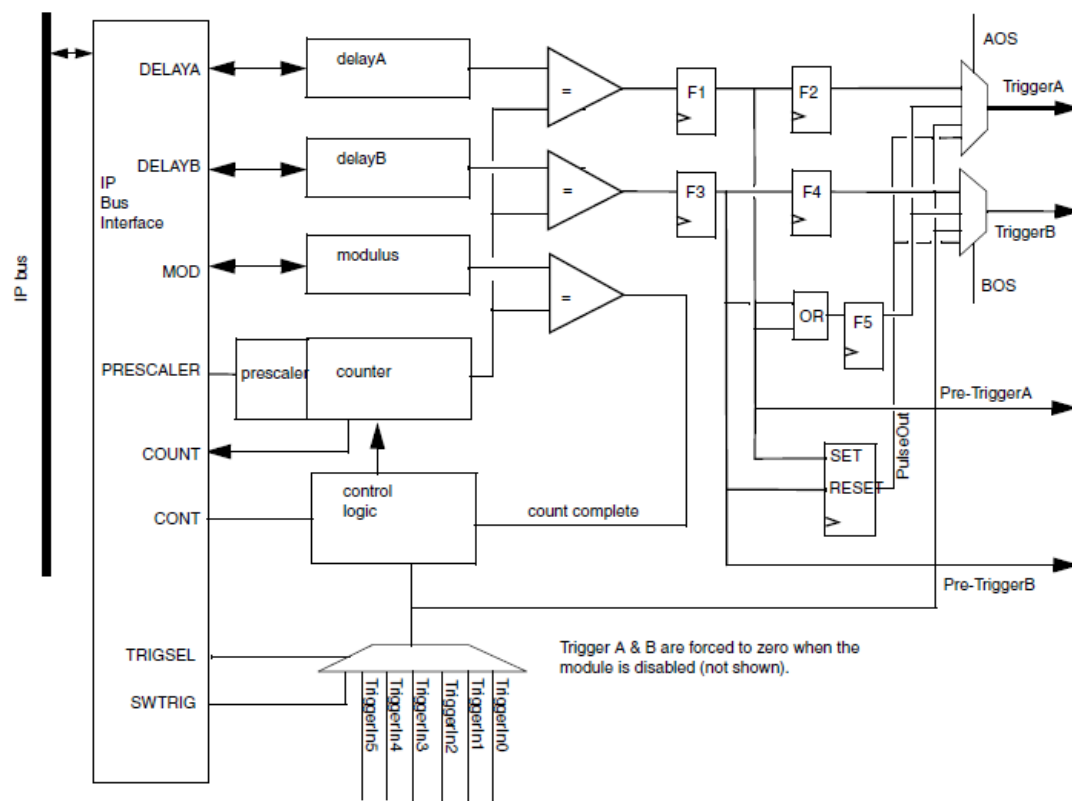 AOS
DELAYA
delayA
=
F1
F2
TriggerA
DELAYB
delayB
=
F3
F4
IP
Bus
Interface
TriggerB
MOD
modulus
=
BOS
IP bus
OR
F5
PRESCALER
prescaler
counter
Pre-TriggerA
COUNT
PulseOut
SET
RESET
control
logic
CONT
count complete
Pre-TriggerB
TRIGSEL
Trigger A & B are forced to zero when the
module is disabled (not shown).
SWTRIG
TriggerIn5
TriggerIn4
TriggerIn3
TriggerIn2
TriggerIn1
TriggerIn0